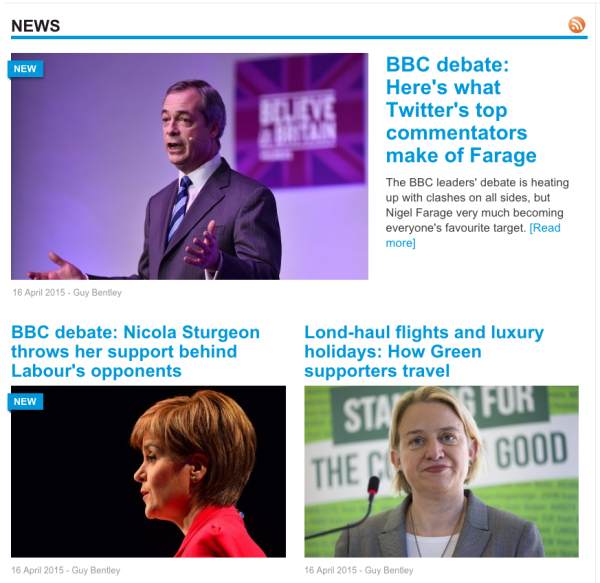 NEWS
NEW
BELIEVE
BRITAIN
BBC debate:
Here's what
Twitter's top
commentators
make of Farage
The BBC leaders' debate is heating
up with clashes on all sides, but
Nigel Farage very much becoming
everyone's favourite target. [Read
more]
16 April 2015 - Guy Bentley
BBC debate: Nicola Sturgeon
throws her support behind
Labour's opponents
NEW
16 April 2015 - Guy Bentley
Lond-haul flights and luxury
holidays: How Green
supporters travel
FOR
THE
GOOD
16 April 2015 - Guy Bentley